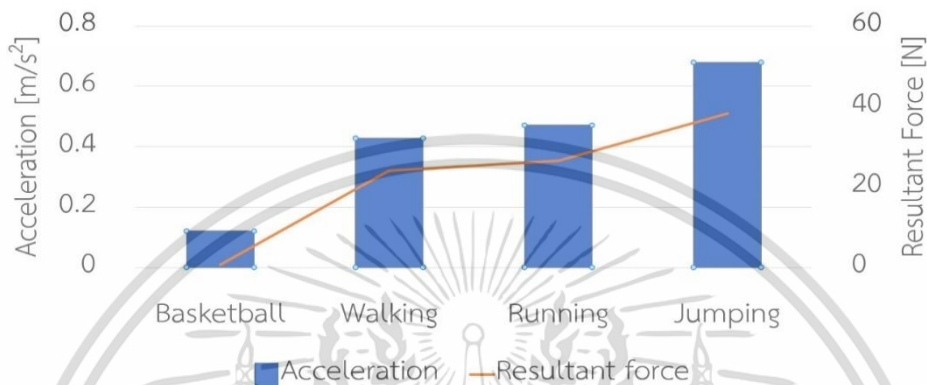 0.8
0.6
0.4
0.2
0
Acceleration [m/s²]
60
40
20
0
Resultant Force [N]
Basketball Walking Running Jumping
Acceleration Resultant force